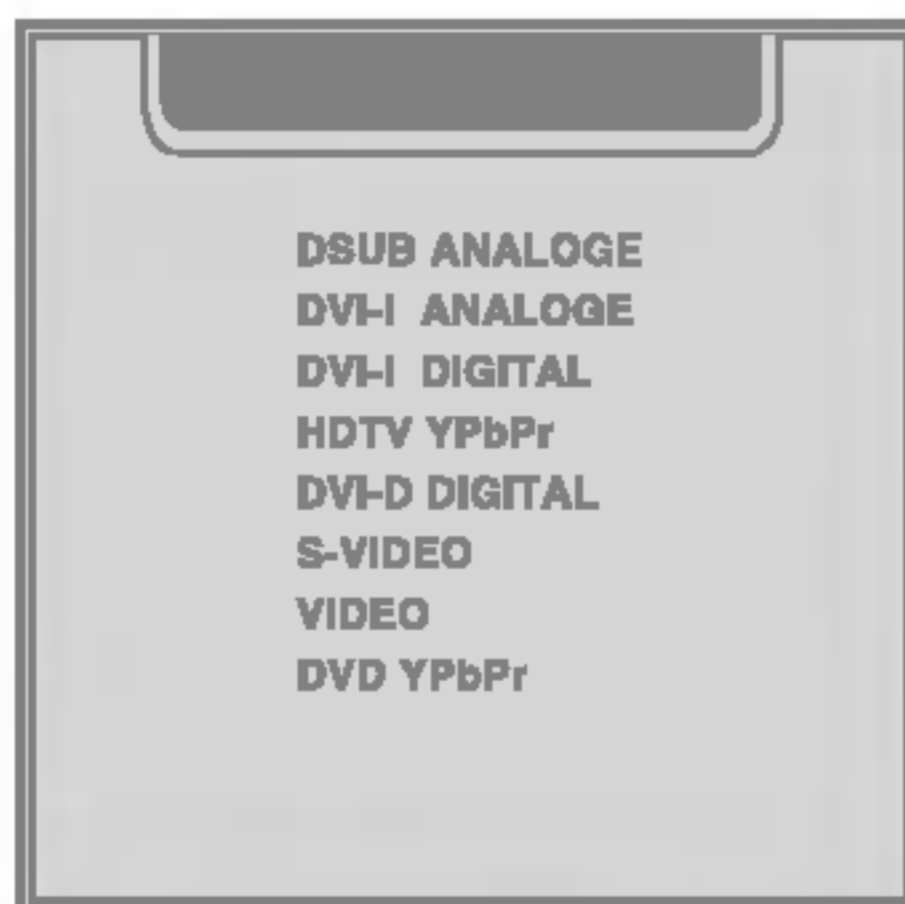 DSUB ANALOGE
DVI-I ANALOGE
DVI-I DIGITAL
HDTV YPbPr
DVI-D DIGITAL
S-VIDEO
VIDEO
DVD YPbPr